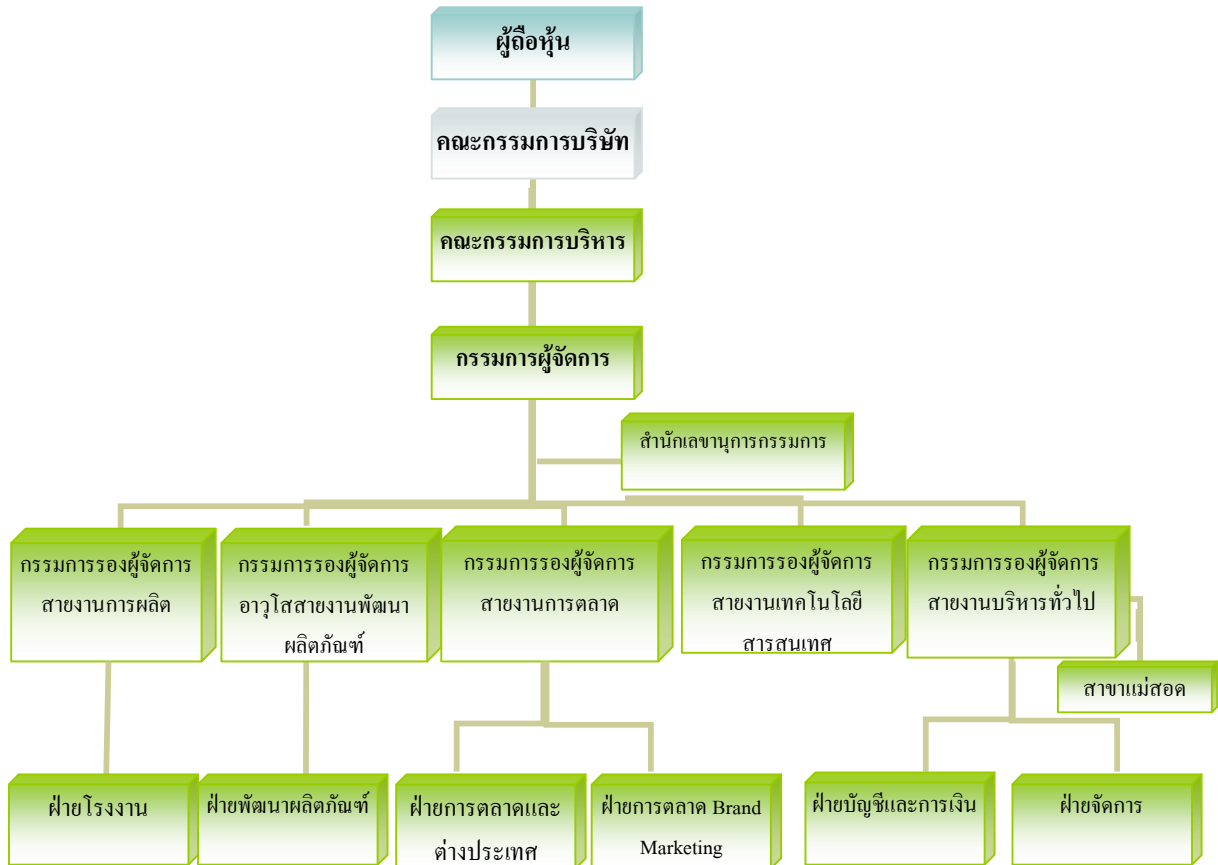 ผู้ถือหุ้น
คณะกรรมการบริษัท
คณะกรรมการบริหาร
กรรมการผู้จัดการ
สำนักเลขานุการกรรมการ
กรรมการรองผู้จัดการ
สายงานการผลิต
กรรมการรองผู้จัดการ
อาวุโสสายงานพัฒนา
ผลิตภัณฑ์
กรรมการรองผู้จัดการ
สายงานการตลาด
กรรมการรองผู้จัดการ
สายงานเทคโนโลยี
สารสนเทศ
กรรมการรองผู้จัดการ
สายงานบริหารทั่วไป
สาขาแม่สอด
ฝ่ายโรงงาน
ฝ่ายพัฒนาผลิตภัณฑ์
ฝ่ายการตลาดและ
ต่างประเทศ
ฝ่ายการตลาด Brand
Marketing
ฝ่ายบัญชีและการเงิน
ฝ่ายจัดการ